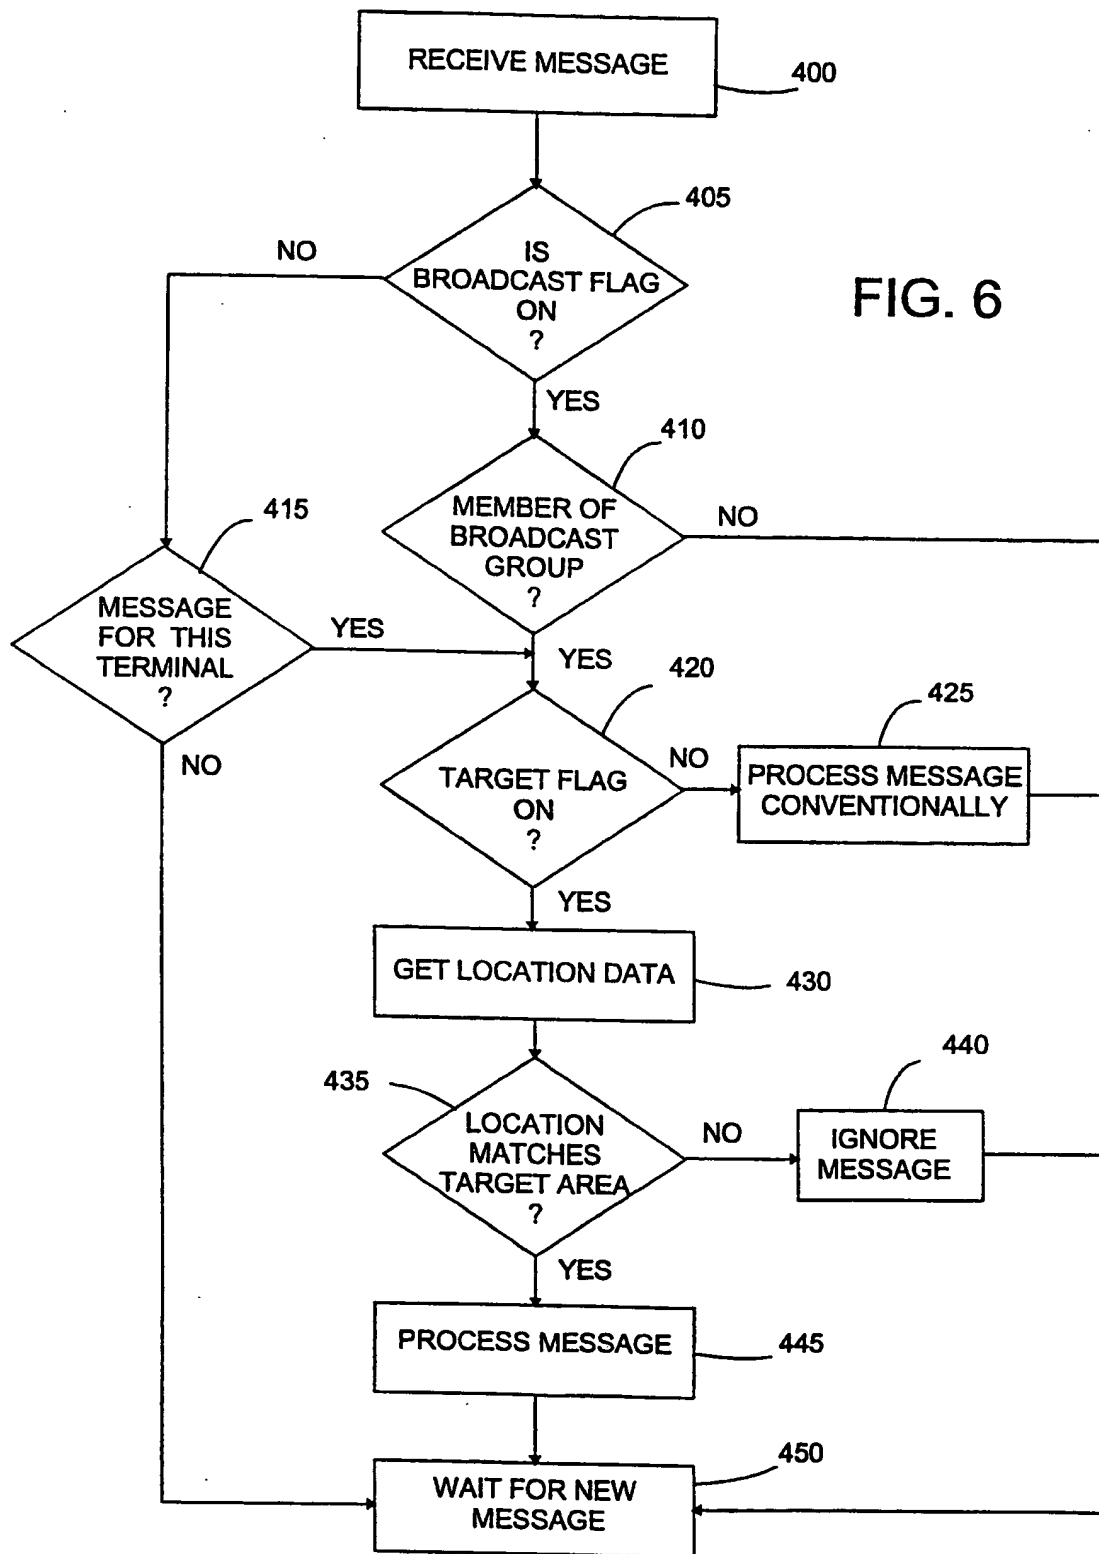 RECEIVE MESSAGE
400
405
NO
IS
BROADCAST FLAG
ON
?
FIG. 6
YES
410
MEMBER OF
BROADCAST
GROUP
?
NO
415
MESSAGE
FOR THIS
TERMINAL
?
YES
YES
420
425
NO
TARGET FLAG
ON
?
NO
PROCESS MESSAGE
CONVENTIONALLY
YES
GET LOCATION DATA
430
435
440
LOCATION
MATCHES
TARGET AREA
?
NO
IGNORE
MESSAGE
YES
PROCESS MESSAGE
445
450
WAIT FOR NEW
MESSAGE